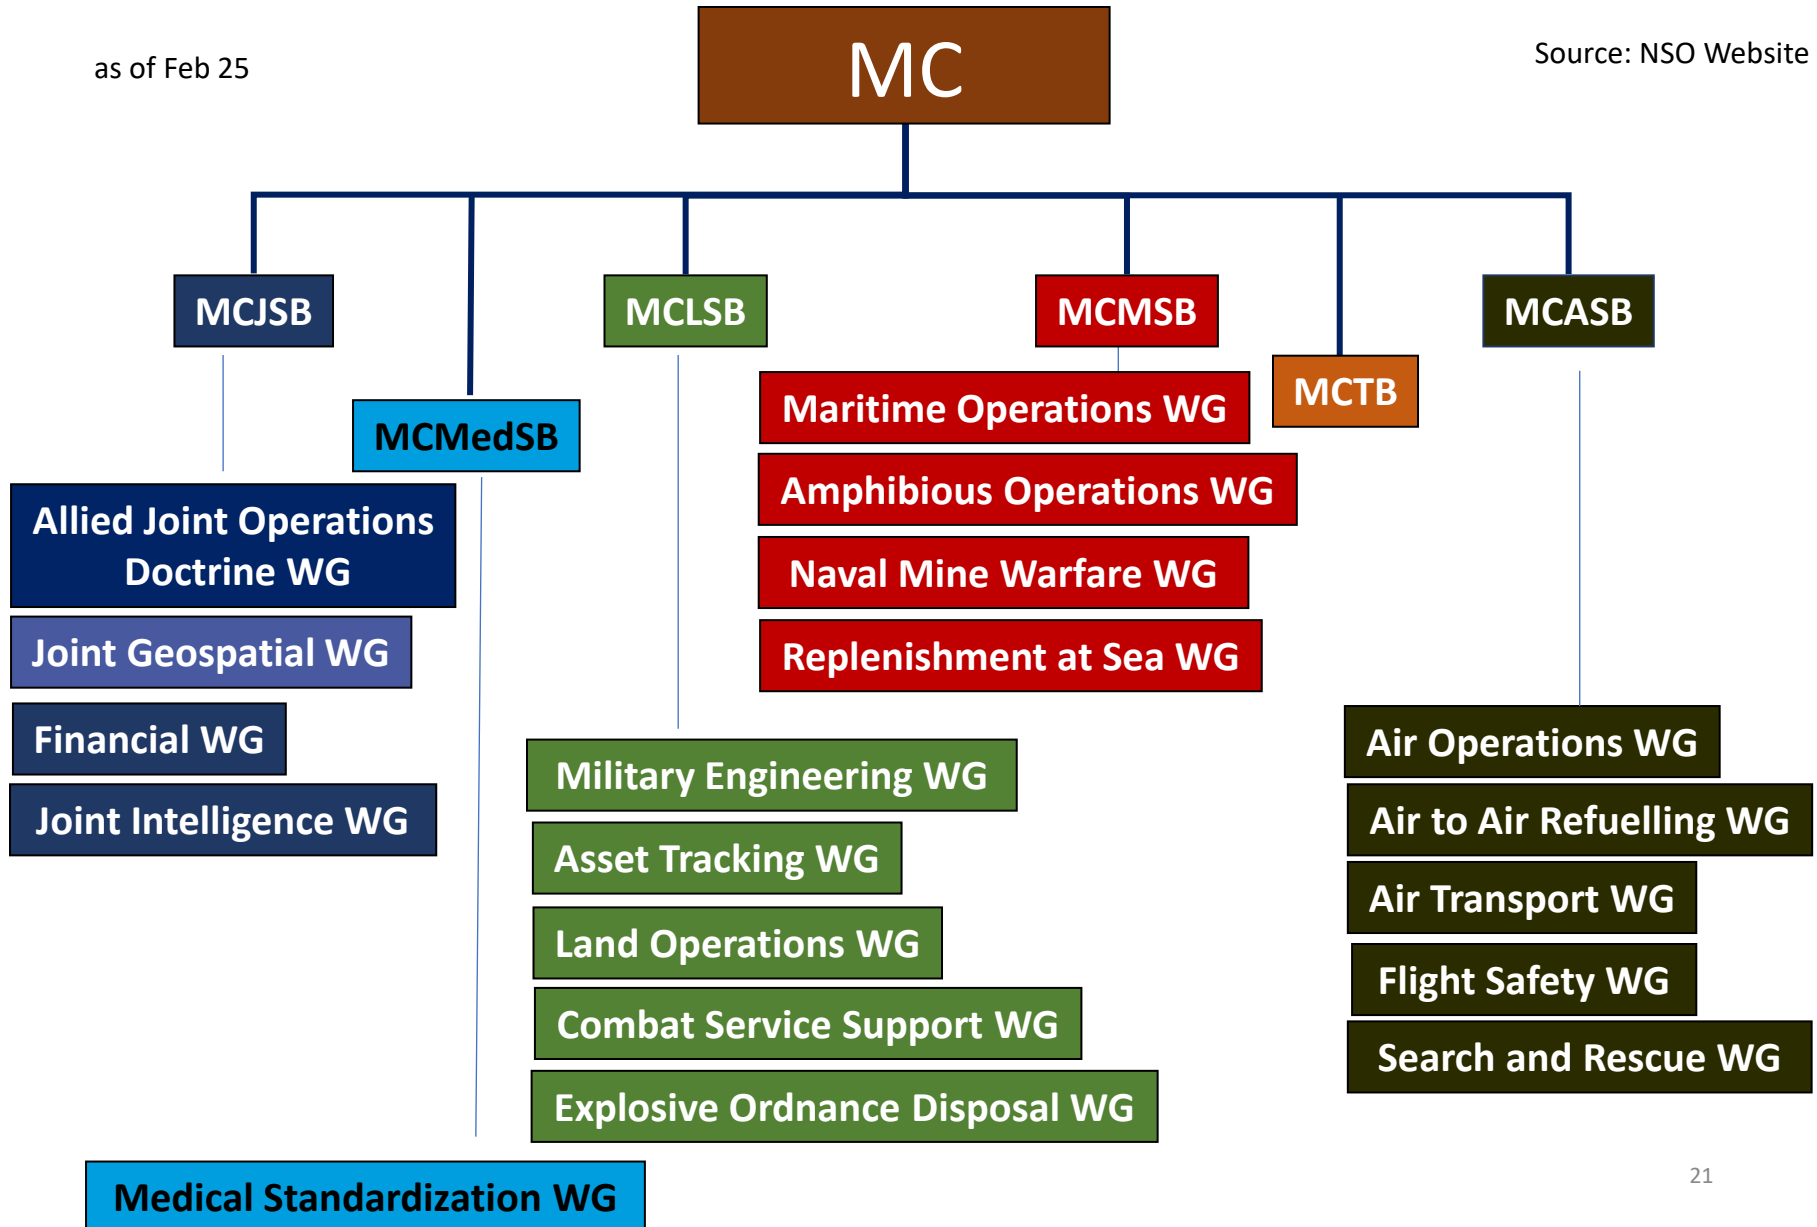 as of Feb 25
MC
Source: NSO Website
MCJSB
MCLSB
MCMSB
MCASB
MCTB
MCMedSB
Allied Joint Operations
Doctrine WG
Joint Geospatial WG
Financial WG
Joint Intelligence WG
Maritime Operations WG
Amphibious Operations WG
Naval Mine Warfare WG
Replenishment at Sea WG
Military Engineering WG
Asset Tracking WG
Land Operations WG
Combat Service Support WG
Explosive Ordnance Disposal WG
Air Operations WG
Air to Air Refuelling WG
Air Transport WG
Flight Safety WG
Search and Rescue WG
Medical Standardization WG
21